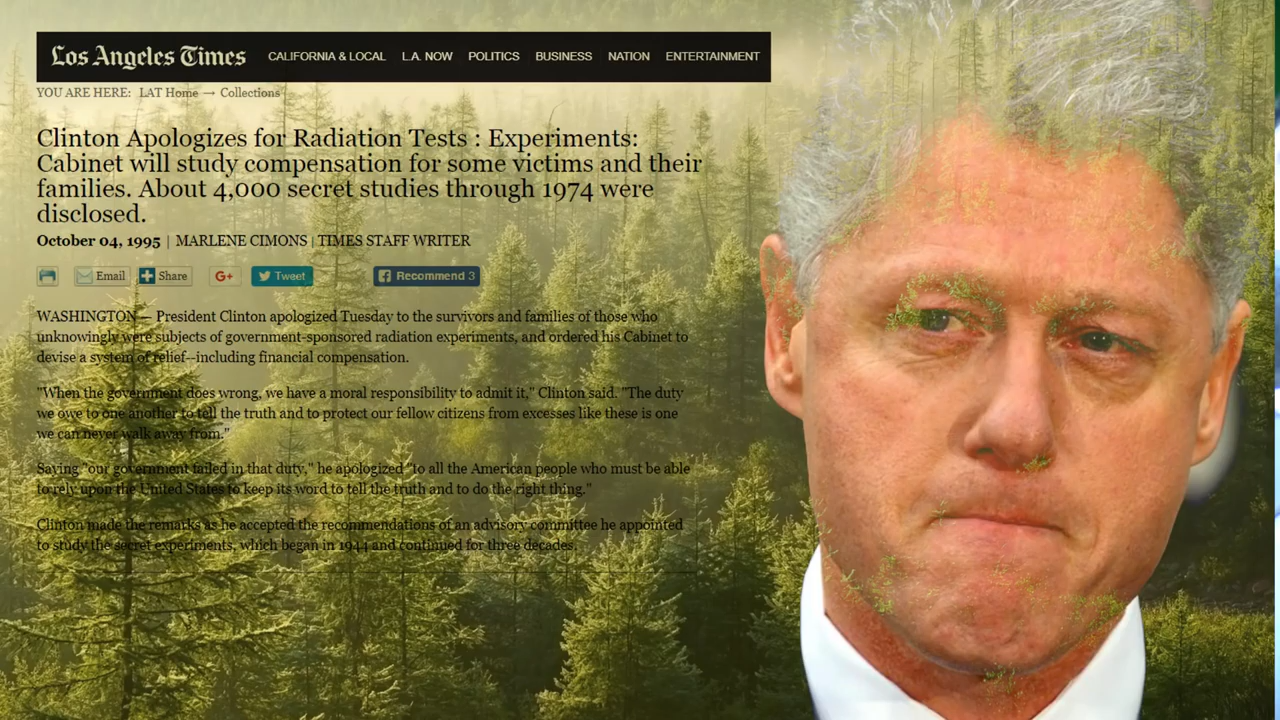 Los Angeles Times CALIFORNIA & LOCAL L.A. NOW POLITICS BUSINESS NATION ENTERTAINMENT
YOU ARE HERE: LAT Home → Collections
Clinton Apologizes for Radiation Tests : Experiments:
Cabinet will study compensation for some victims and their
families. About 4,000 secret studies through 1974 were
disclosed.
October 04, 1995 | MARLENE CIMONS | TIMES STAFF WRITER
Email Share G+ Tweet Recommend 3
WASHINGTON — President Clinton apologized Tuesday to the survivors and families of those who
unknowingly were subjects of government-sponsored radiation experiments, and ordered his Cabinet to
devise a system of relief--including financial compensation.
"When the government does wrong, we have a moral responsibility to admit it," Clinton said. "The duty
we owe to one another to tell the truth and to protect our fellow citizens from excesses like these is one
we can never walk away from."
Saying "our government failed in that duty," he apologized "to all the American people who must be able
to rely upon the United States to keep its word to tell the truth and to do the right thing."
Clinton made the remarks as he accepted the recommendations of an advisory committee he appointed
to study the secret experiments, which began in 1944 and continued for three decades.